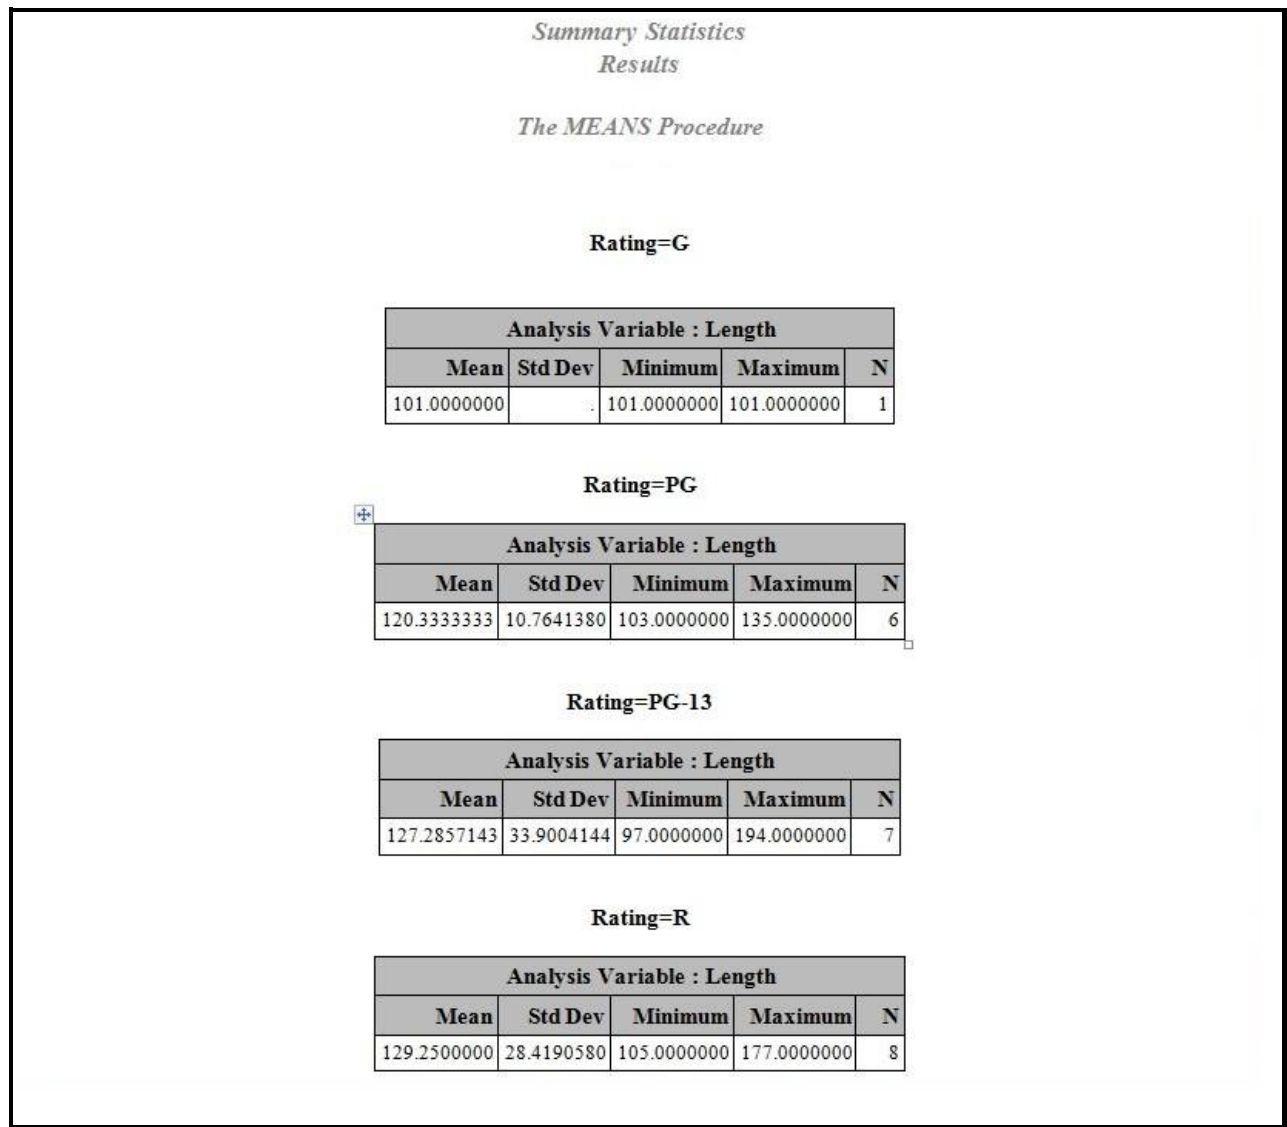 Summary Statistics
Results
The MEANS Procedure
Rating=G
Analysis Variable : Length
Mean Std Dev Minimum Maximum N
101.0000000 . 101.0000000 101.0000000 1
Rating=PG
Analysis Variable : Length
Mean Std Dev Minimum Maximum N
120.3333333 10.7641380 103.0000000 135.0000000 6
Rating=PG-13
Analysis Variable : Length
Mean Std Dev Minimum Maximum N
127.2857143 33.9004144 97.0000000 194.0000000 7
Rating=R
Analysis Variable : Length
Mean Std Dev Minimum Maximum N
129.2500000 28.4190580 105.0000000 177.0000000 8